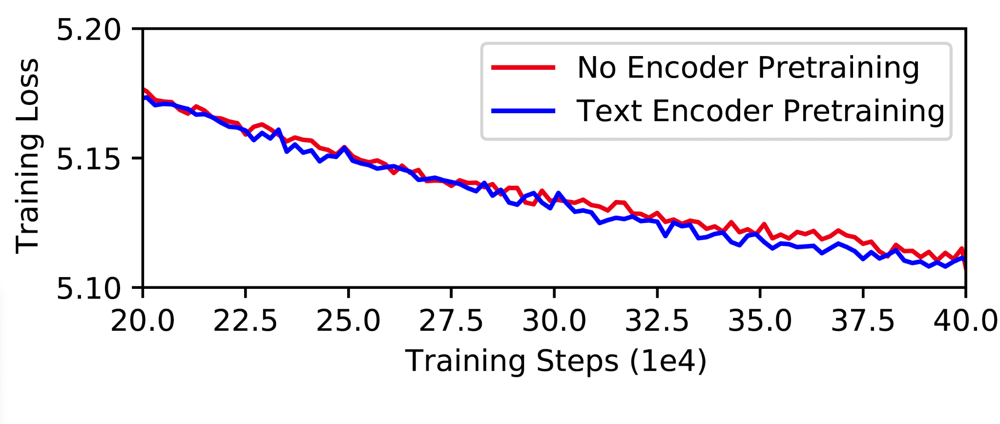 5.20
5.15
5.10
Training Loss
No Encoder Pretraining
Text Encoder Pretraining
20.0 22.5 25.0 27.5 30.0 32.5 35.0 37.5 40.0
Training Steps (1e4)